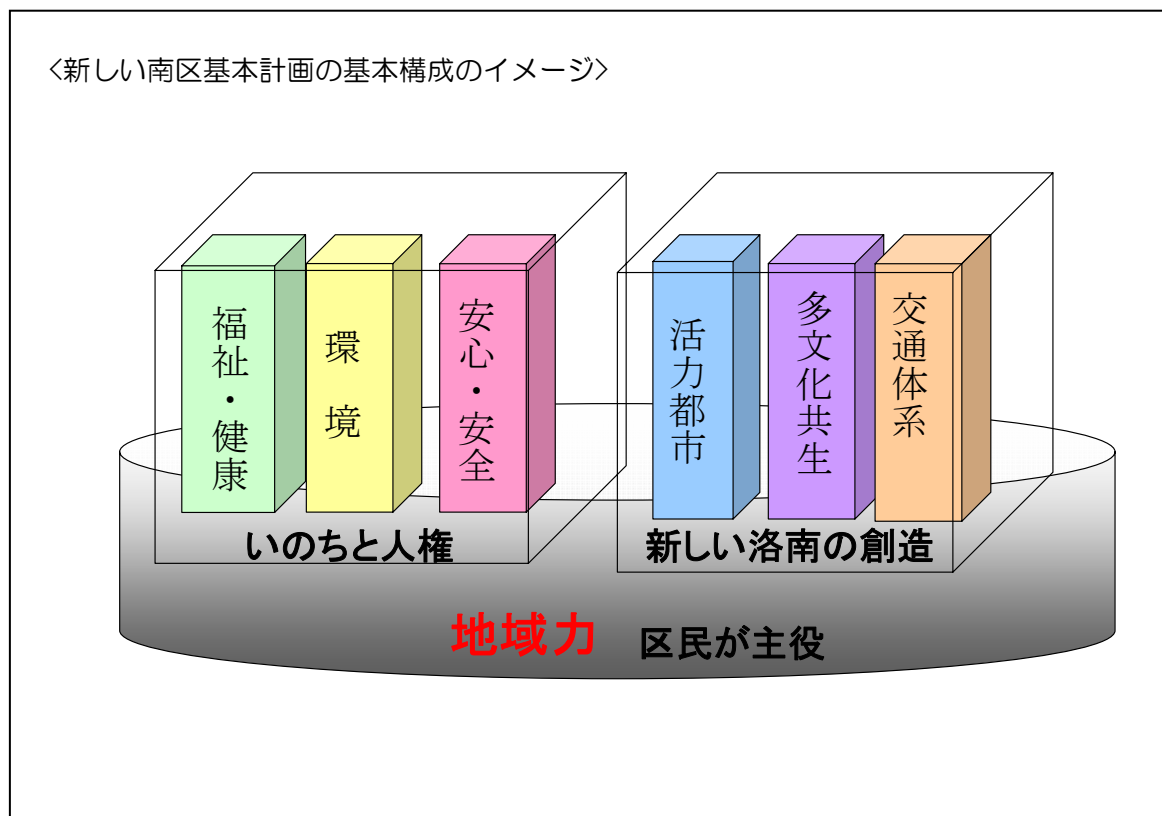 <新しい南区基本計画の基本構成のイメージ>
福祉・健康
環 境
安心・安全
活力都市
多文化共生
交通体系
いのちと人権
新しい洛南の創造
地域力 区民が主役